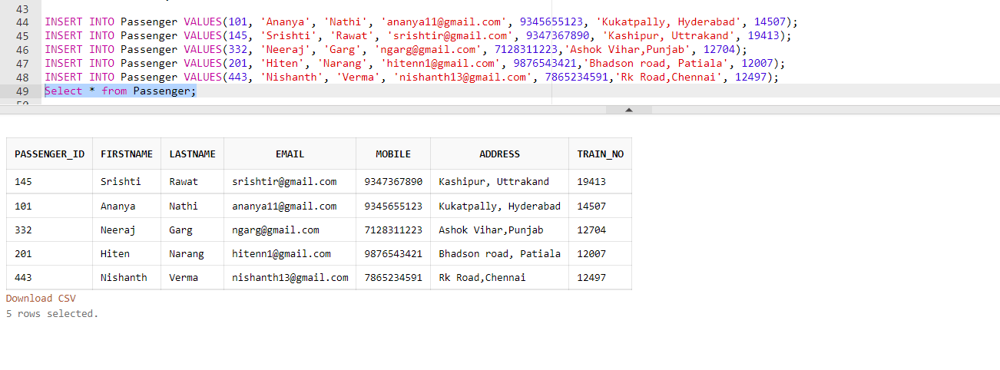 43
44 INSERT INTO Passenger VALUES(101, 'Ananya', 'Nathi', 'ananya11@gmail.com', 9345655123, 'Kukatpally, Hyderabad', 14507);
45 INSERT INTO Passenger VALUES(145, 'Srishti', 'Rawat', 'srishtir@gmail.com', 9347367890, 'Kashipur, Uttrakand', 19413);
46 INSERT INTO Passenger VALUES(332, 'Neeraj', 'Garg', 'ngarg@gmail.com', 7128311223,'Ashok Vihar,Punjab', 12704);
47 INSERT INTO Passenger VALUES(201, 'Hiten', 'Narang', 'hitenn1@gmail.com', 9876543421,'Bhadson road, Patiala', 12007);
48 INSERT INTO Passenger VALUES(443, 'Nishanth', 'Verma', 'nishanth13@gmail.com', 7865234591,'Rk Road,Chennai', 12497);
49 Select * from Passenger;
PASSENGER_ID FIRSTNAME LASTNAME EMAIL MOBILE ADDRESS TRAIN_NO
145 Srishti Rawat srishtir@gmail.com 9347367890 Kashipur, Uttrakand 19413
101 Ananya Nathi ananya11@gmail.com 9345655123 Kukatpally, Hyderabad 14507
332 Neeraj Garg ngarg@gmail.com 7128311223 Ashok Vihar,Punjab 12704
201 Hiten Narang hitenn1@gmail.com 9876543421 Bhadson road, Patiala 12007
443 Nishanth Verma nishanth13@gmail.com 7865234591 Rk Road,Chennai 12497
Download CSV
5 rows selected.